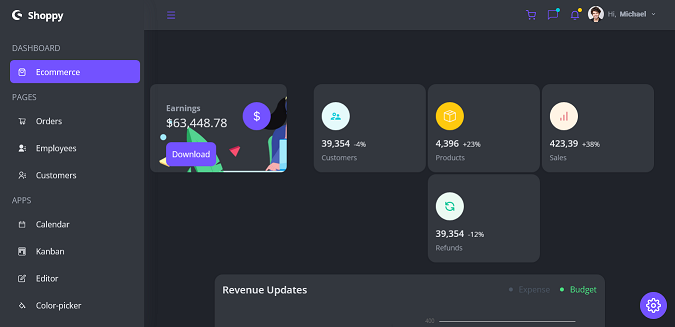 Shoppy
Hi, Michael
DASHBOARD
Ecommerce
PAGES
Orders
Employees
Customers
APPS
Calendar
Kanban
Editor
Color-picker
Earnings
$63,448.78
$
Download
39,354 -4%
Customers
4,396 +23%
Products
423,39 +38%
Sales
39,354 -12%
Refunds
Revenue Updates
Expense
Budget
400